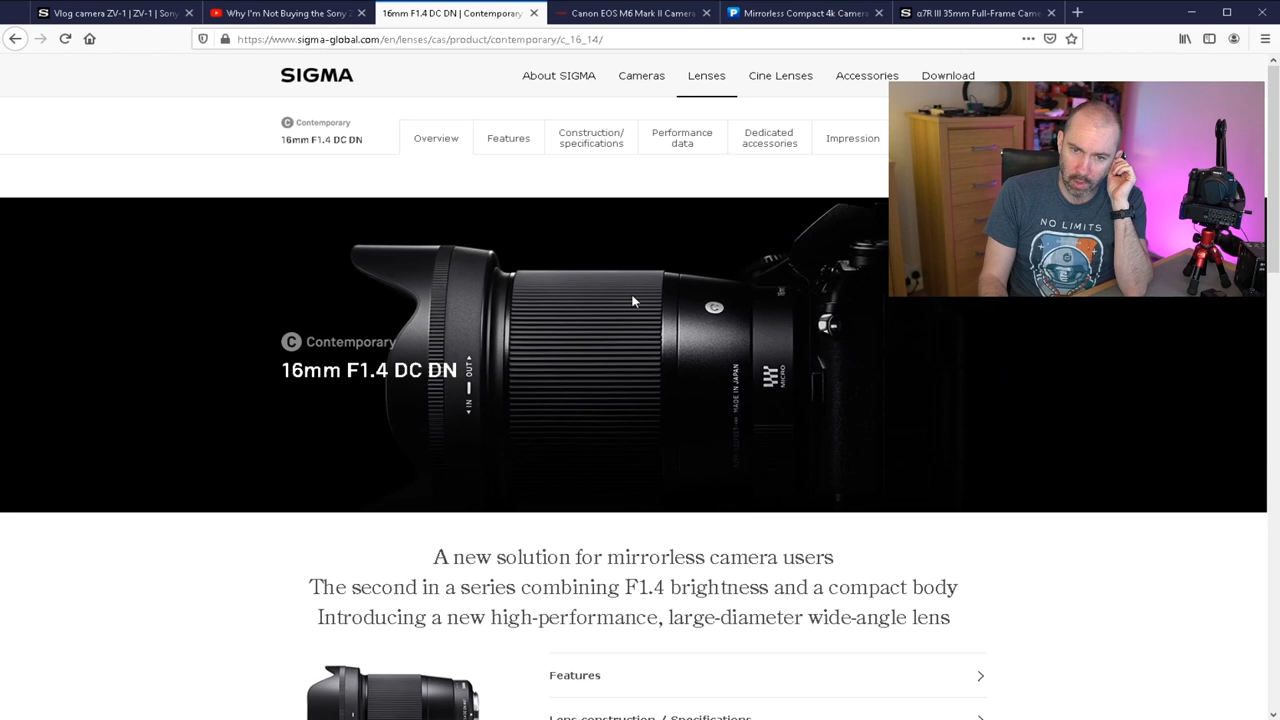 Vlog camera ZV-1 | ZV-1 | Sony
Why I'm Not Buying the Sony Z
16mm F1.4 DC DN | Contemporary
Canon EOS M6 Mark II Camera
Mirrorless Compact 4k Camera
α7R III 35mm Full-Frame Cam
https://www.sigma-global.com/en/lenses/cas/product/contemporary/c_16_14/
SIGMA
About SIGMA
Cameras
Lenses
Cine Lenses
Accessories
Download
C Contemporary
16mm F1.4 DC DN
Overview
Features
Construction/
specifications
Performance
data
Dedicated
accessories
Impression
NO LIMITS
C Contemporary
16mm F1.4 DC DN
IN OUT
C
MADE IN JAPAN
MICRO
A new solution for mirrorless camera users
The second in a series combining F1.4 brightness and a compact body
Introducing a new high-performance, large-diameter wide-angle lens
Features
Lens construction / Specifications